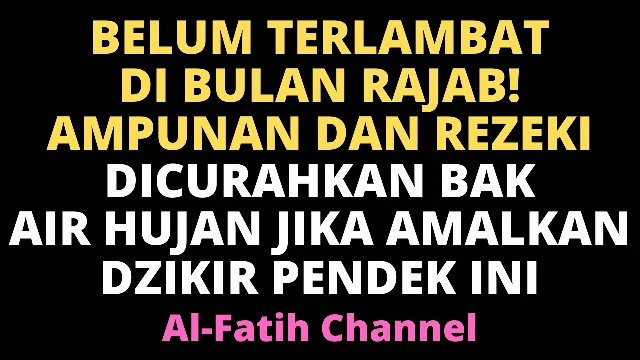 BELUM TERLAMBAT
DI BULAN RAJAB!
AMPUNAN DAN REZEKI
DICURAHKAN BAK
AIR HUJAN JIKA AMALKAN
DZIKIR PENDEK INI
Al-Fatih Channel